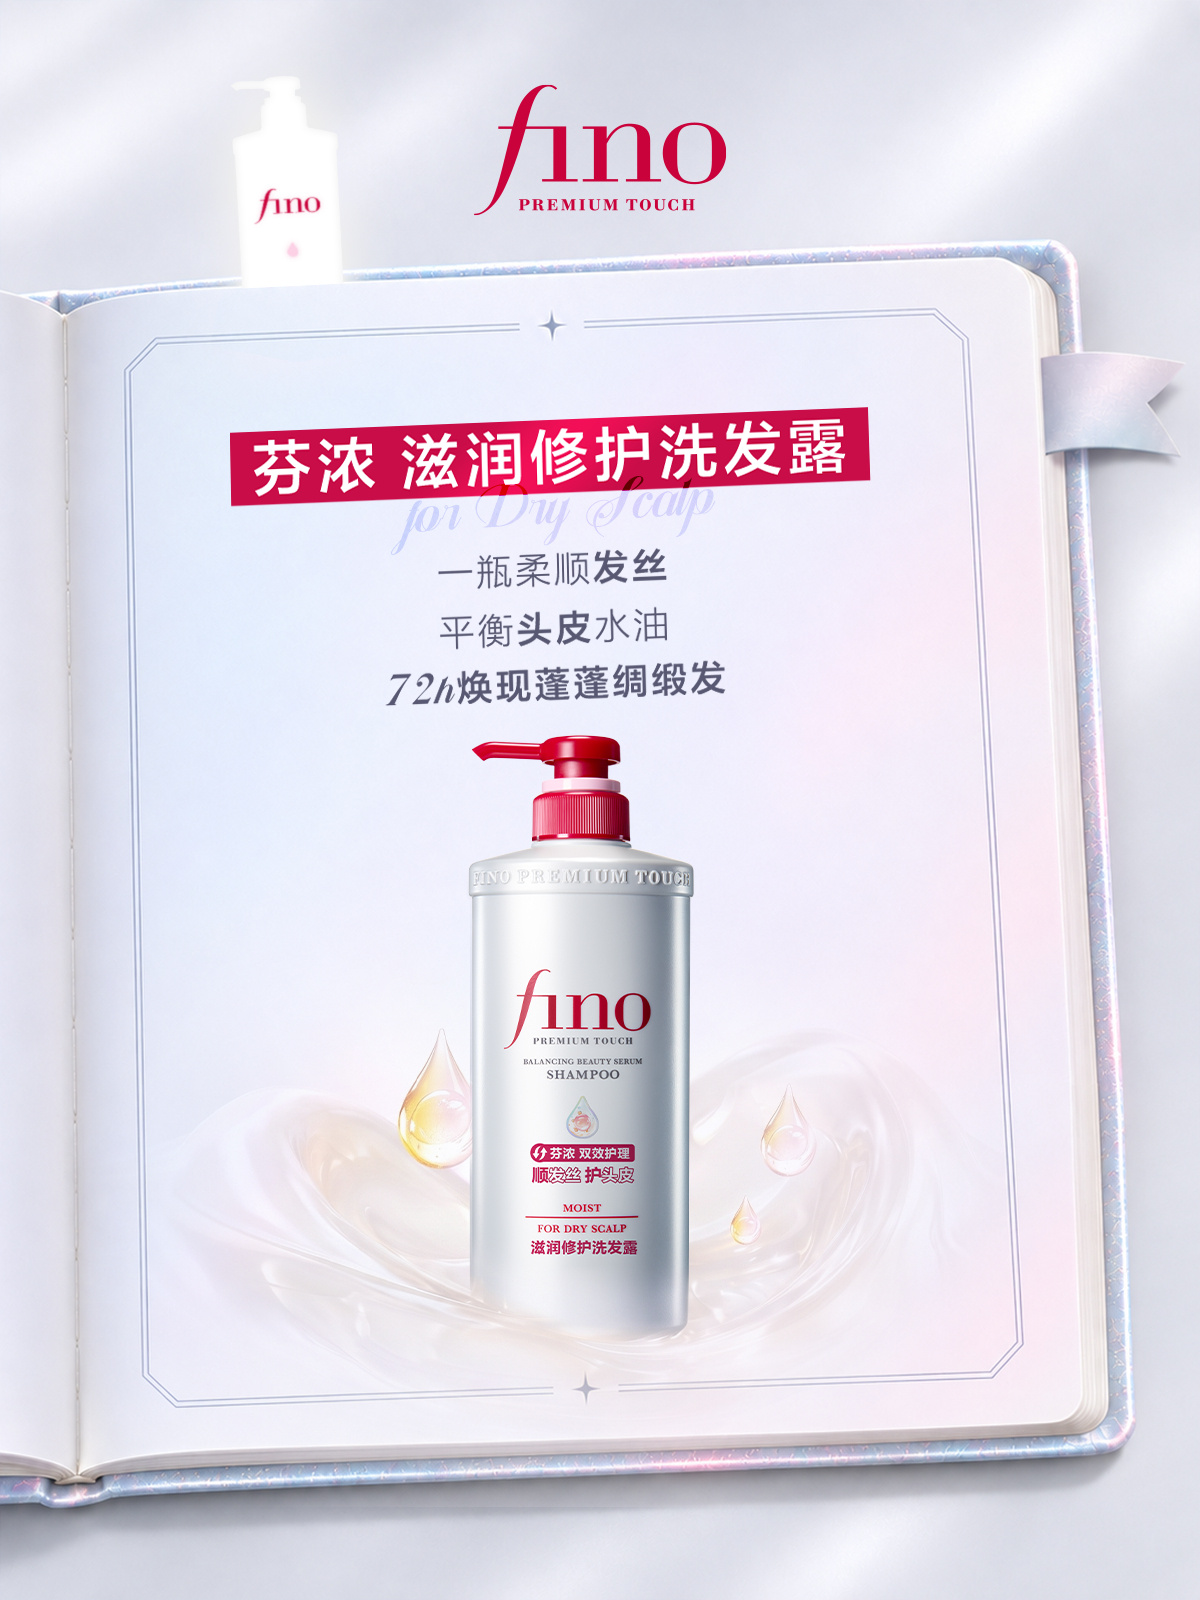 fino
fino
PREMIUM TOUCH
芬浓 滋润修护洗发露
for Dry Scalp
一瓶柔顺发丝
平衡头皮水油
72h焕现蓬蓬绸缎发
FINO PREMIUM TOUCH
fino
PREMIUM TOUCH
BALANCING BEAUTY SERUM
SHAMPOO
芬浓 双效护理
顺发丝 护头皮
MOIST
FOR DRY SCALP
滋润修护洗发露